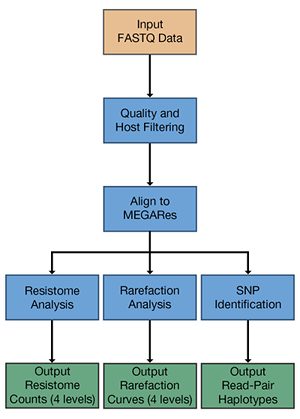 Input
FASTQ Data
Quality and
Host Filtering
Align to
MEGARes
Resistome
Analysis
Rarefaction
Analysis
SNP
Identification
Output
Resistome
Counts (4 levels)
Output
Rarefaction
Curves (4 levels)
Output
Read-Pair
Haplotypes